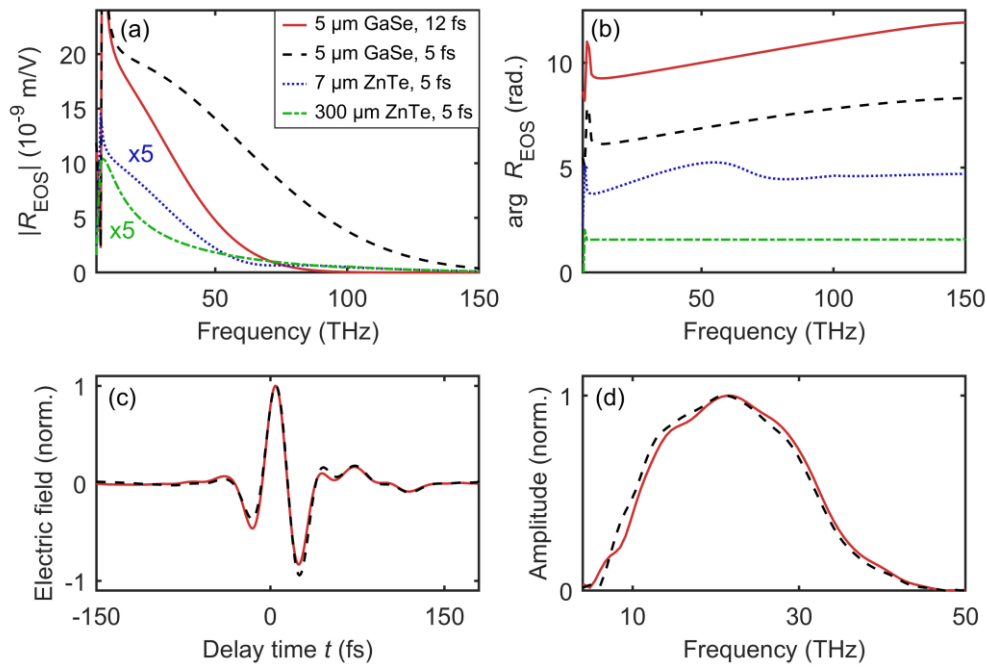 (a)
5 μm GaSe, 12 fs
5 μm GaSe, 5 fs
7 μm ZnTe, 5 fs
300 μm ZnTe, 5 fs
x5
x5
|R_EOS| (10⁻⁹ m/V)
20
15
10
5
0
50
100
150
Frequency (THz)
(b)
arg R_EOS (rad.)
10
5
0
50
100
150
Frequency (THz)
(c)
Electric field (norm.)
1
0
-1
-150
0
150
Delay time t (fs)
(d)
Amplitude (norm.)
1
0
10
30
50
Frequency (THz)